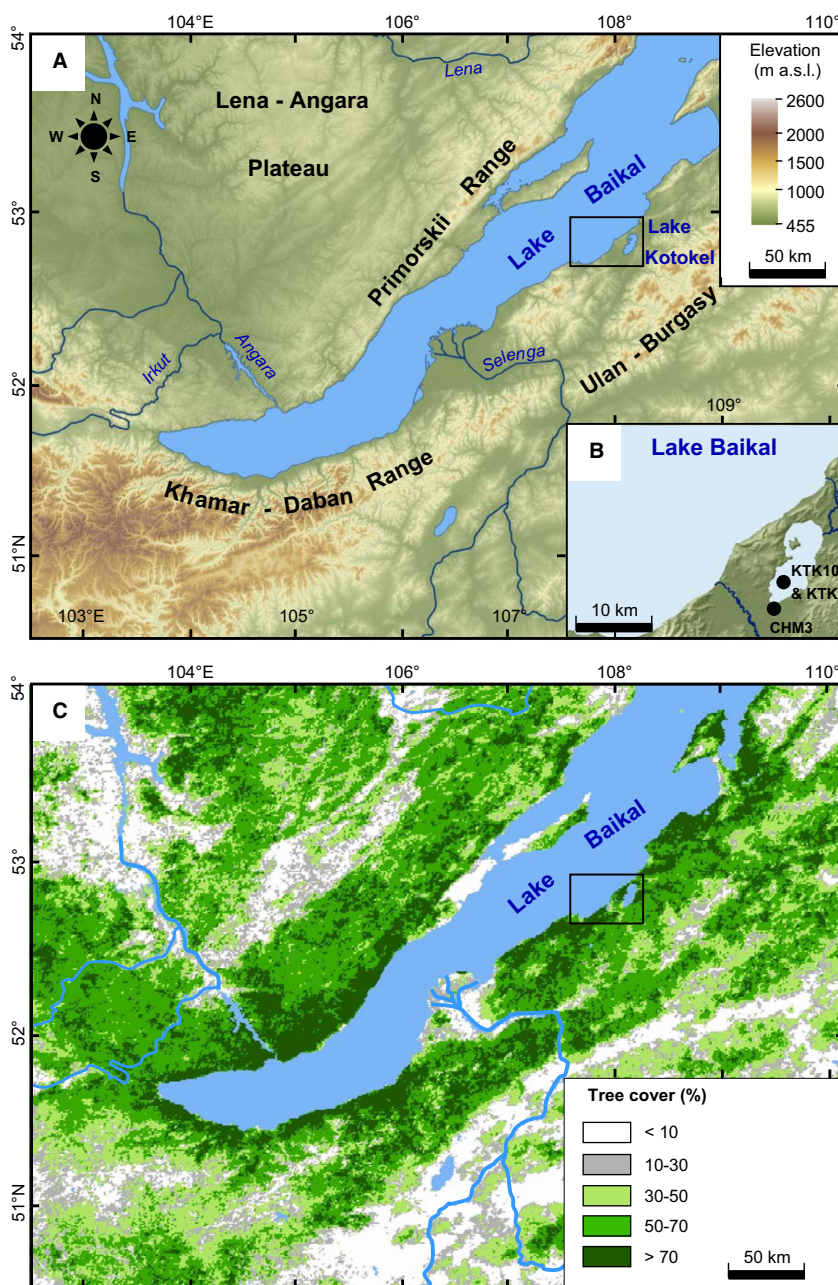 104°E 106° 108° 110°
54°
A
Lena
Elevation
(m a.s.l.)
N
W E
S
Lena - Angara
Plateau
2600
2000
1500
1000
455
50 km
53°
Primorskii Range
Lake Baikal
Lake
Kotokel
Irkut
Angara
52°
Selenga
Ulan - Burgasy
109°
Khamar - Daban Range
B
Lake Baikal
51°N
KTK10
& KTK
CHM3
10 km
103°E 105° 107°
104°E 106° 108° 110°
54°
C
53°
Lake Baikal
52°
51°N
Tree cover (%)
< 10
10-30
30-50
50-70
> 70
50 km